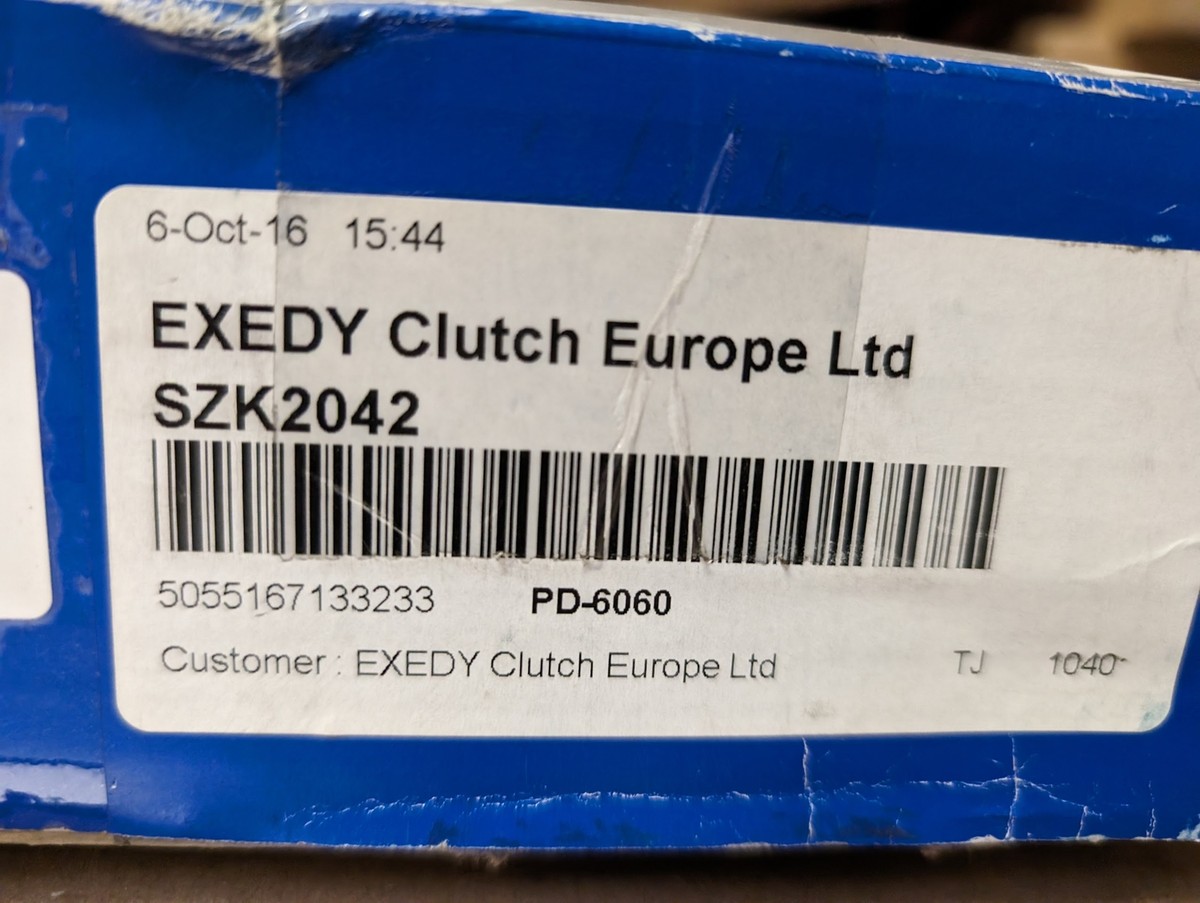 6-Oct-16 15:44
EXEDY Clutch Europe Ltd
SZK2042
5055167133233 PD-6060
Customer : EXEDY Clutch Europe Ltd TJ 1040-